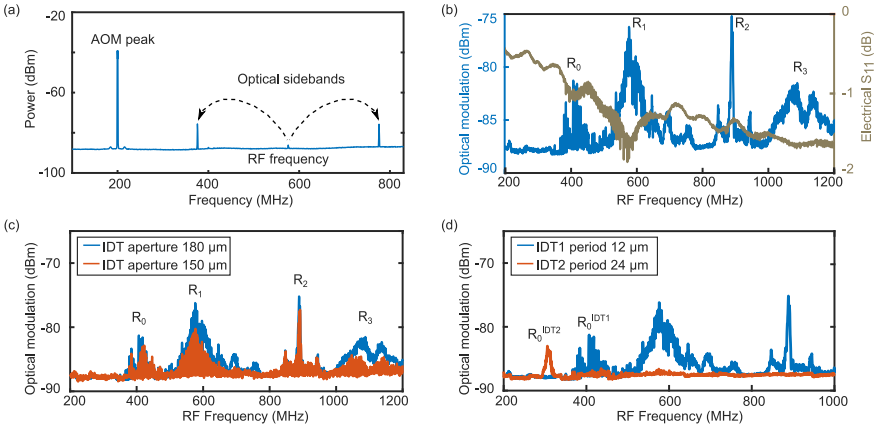 (a)
-20
-60
-100
Power (dBm)
AOM peak
Optical sidebands
RF frequency
200
400
600
800
Frequency (MHz)
(b)
-75
-80
-85
-90
Optical modulation (dBm)
R0
R1
R2
R3
0
-1
-2
Electrical S11 (dB)
200
400
600
800
1000
1200
RF Frequency (MHz)
(c)
-70
-80
-90
Optical modulation (dBm)
IDT aperture 180 μm
IDT aperture 150 μm
R0
R1
R2
R3
200
400
600
800
1000
1200
RF Frequency (MHz)
(d)
-70
-80
-90
Optical modulation (dBm)
IDT1 period 12 μm
IDT2 period 24 μm
R0 IDT2
R0 IDT1
200
400
600
800
1000
RF Frequency (MHz)